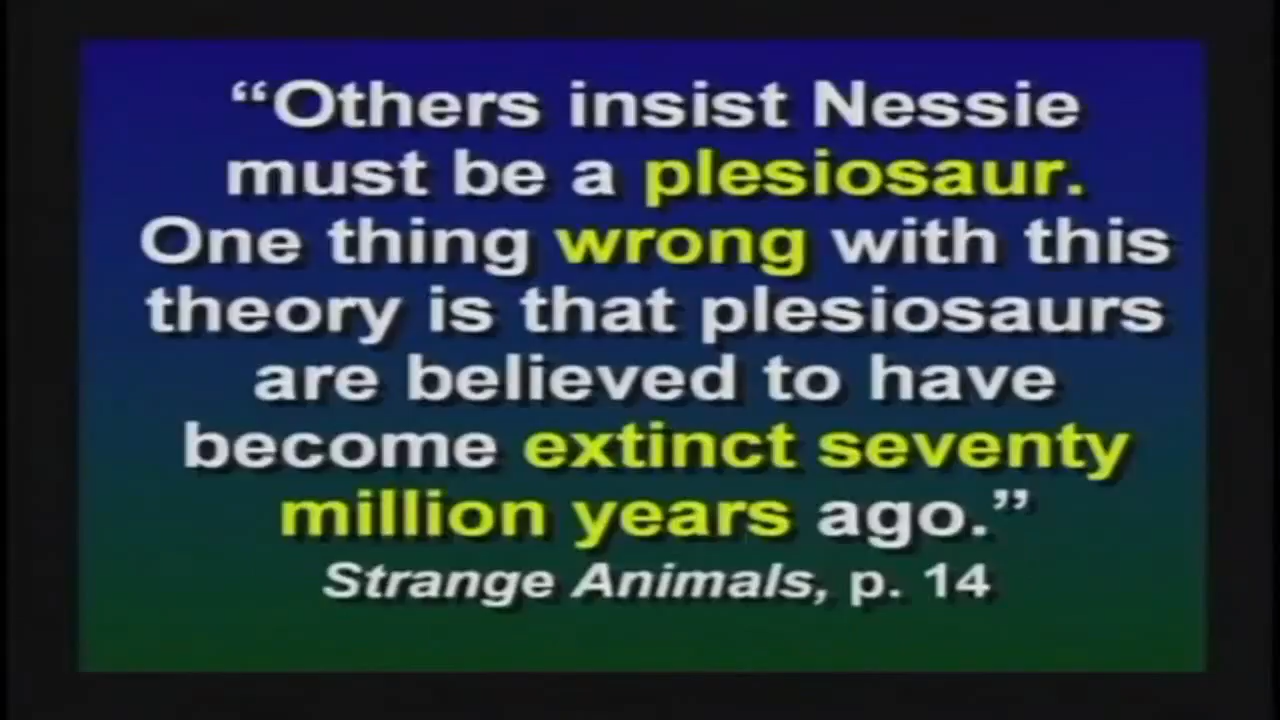 “Others insist Nessie
must be a plesiosaur.
One thing wrong with this
theory is that plesiosaurs
are believed to have
become extinct seventy
million years ago.”
Strange Animals, p. 14